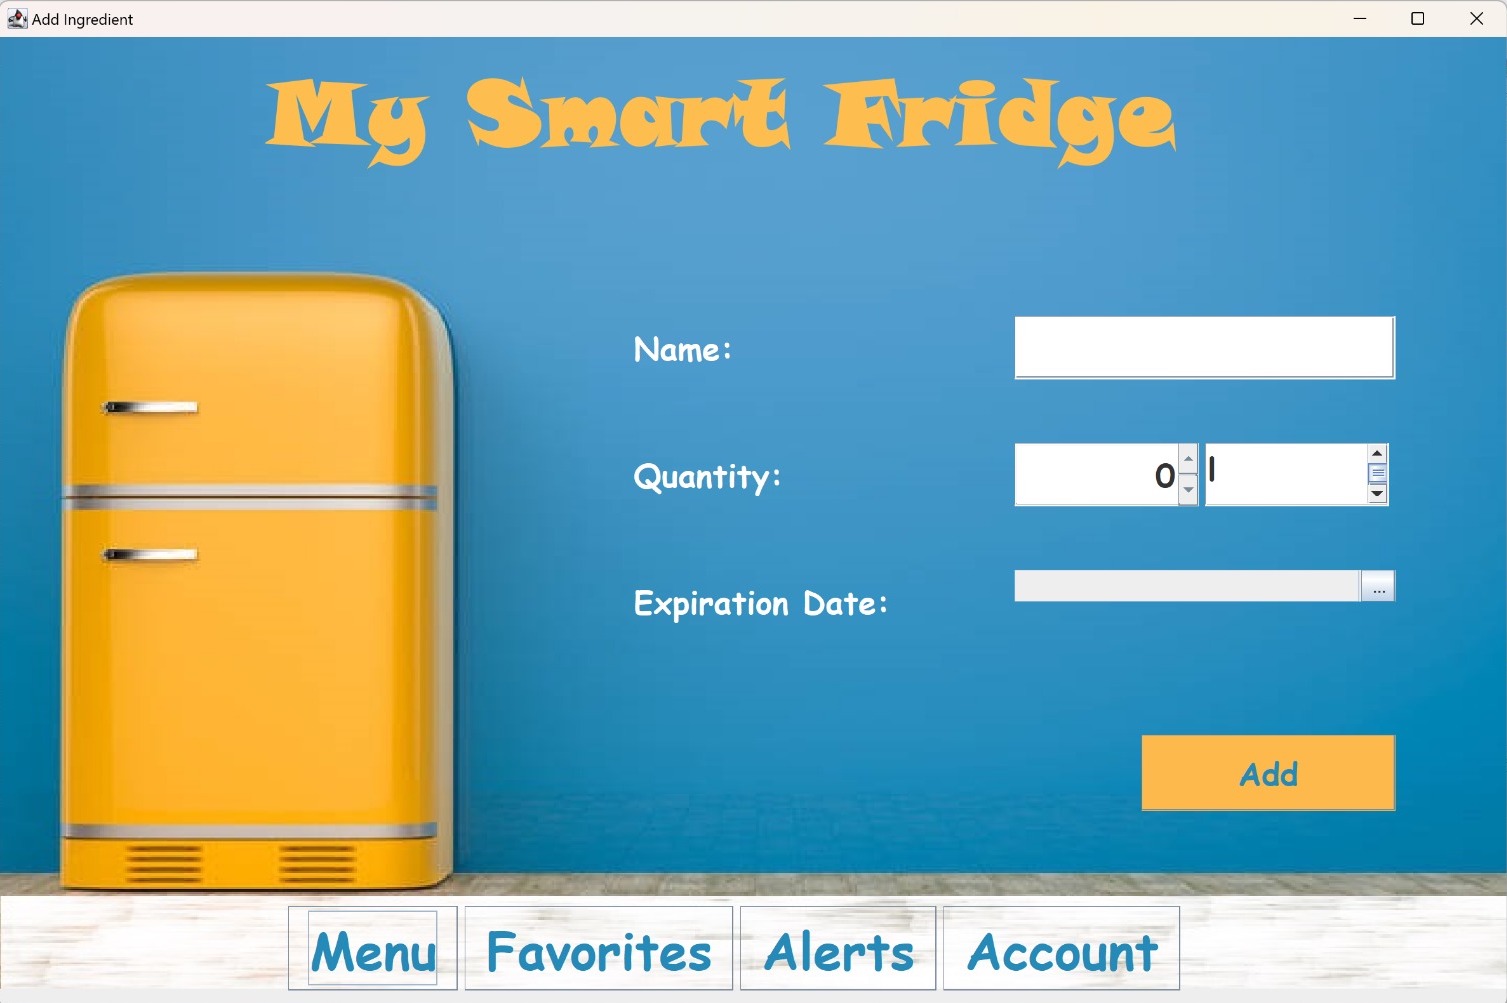 Add Ingredient
My Smart Fridge
Name:
Quantity: 0 l
Expiration Date: ...
Add
Menu Favorites Alerts Account